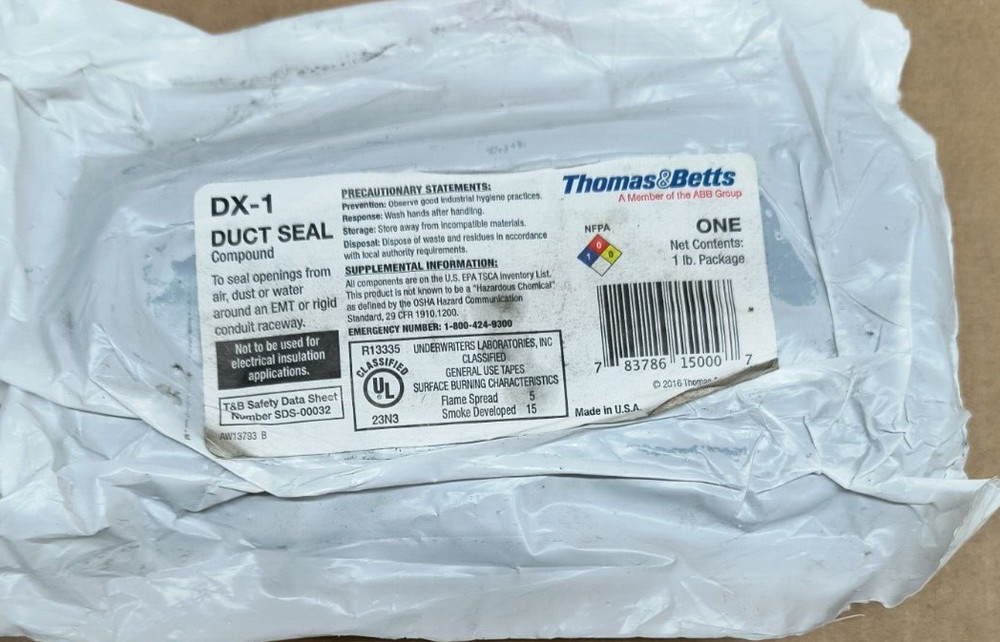 DX-1
DUCT SEAL
Compound
To seal openings from
air, dust or water
around an EMT or rigid
conduit raceway.
Not to be used for
electrical insulation
applications.
T&B Safety Data Sheet
Number SDS-00032
AW13793 B
PRECAUTIONARY STATEMENTS:
Prevention: Observe good industrial hygiene practices.
Response: Wash hands after handling.
Storage: Store away from incompatible materials.
Disposal: Dispose of waste and residues in accordance
with local authority requirements.
SUPPLEMENTAL INFORMATION:
All components are on the U.S. EPA TSCA Inventory List.
This product is not known to be a "Hazardous Chemical"
as defined by the OSHA Hazard Communication
Standard, 29 CFR 1910.1200.
EMERGENCY NUMBER: 1-800-424-9300
R13335
CLASSIFIED
UL
23N3
UNDERWRITERS LABORATORIES, INC
CLASSIFIED
GENERAL USE TAPES
SURFACE BURNING CHARACTERISTICS
Flame Spread 5
Smoke Developed 15
Thomas&Betts
A Member of the ABB Group
NFPA
0
1 0
ONE
Net Contents:
1 lb. Package
7 83786 15000 7
© 2016 Thomas
Made in U.S.A.